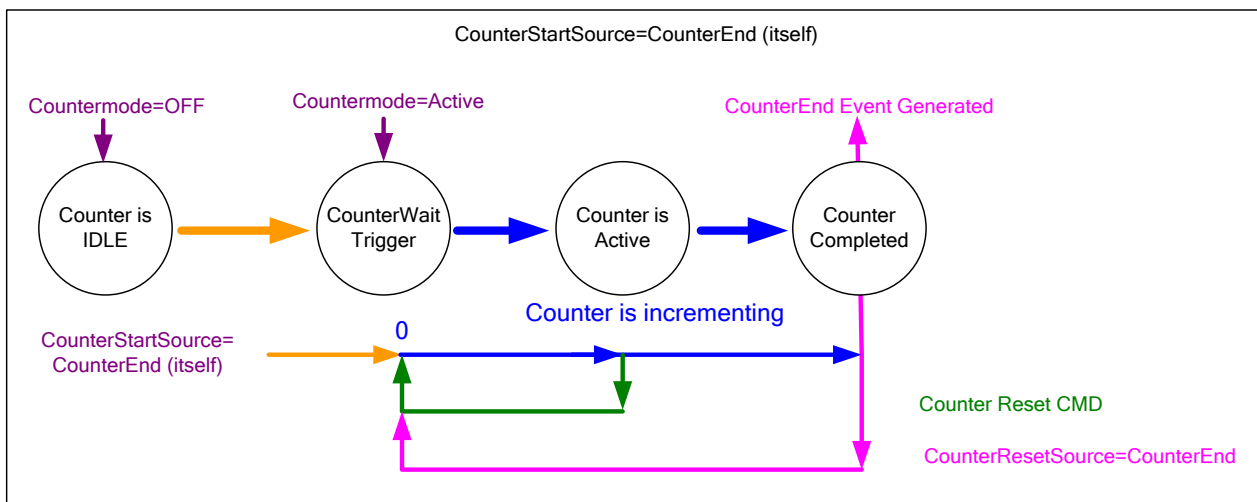 CounterStartSource=CounterEnd (itself)
Countermode=OFF
Countermode=Active
CounterEnd Event Generated
Counter is
IDLE
CounterWait
Trigger
Counter is
Active
Counter
Completed
CounterStartSource=
CounterEnd (itself)
0
Counter is incrementing
Counter Reset CMD
CounterResetSource=CounterEnd